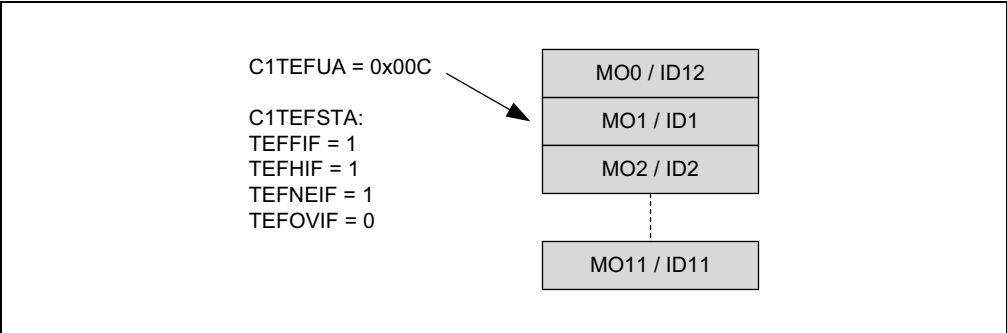 C1TEFUA = 0x00C
C1TEFSTA:
TEFFIF = 1
TEFHIF = 1
TEFNEIF = 1
TEFOVIF = 0
MO0 / ID12
MO1 / ID1
MO2 / ID2
MO11 / ID11